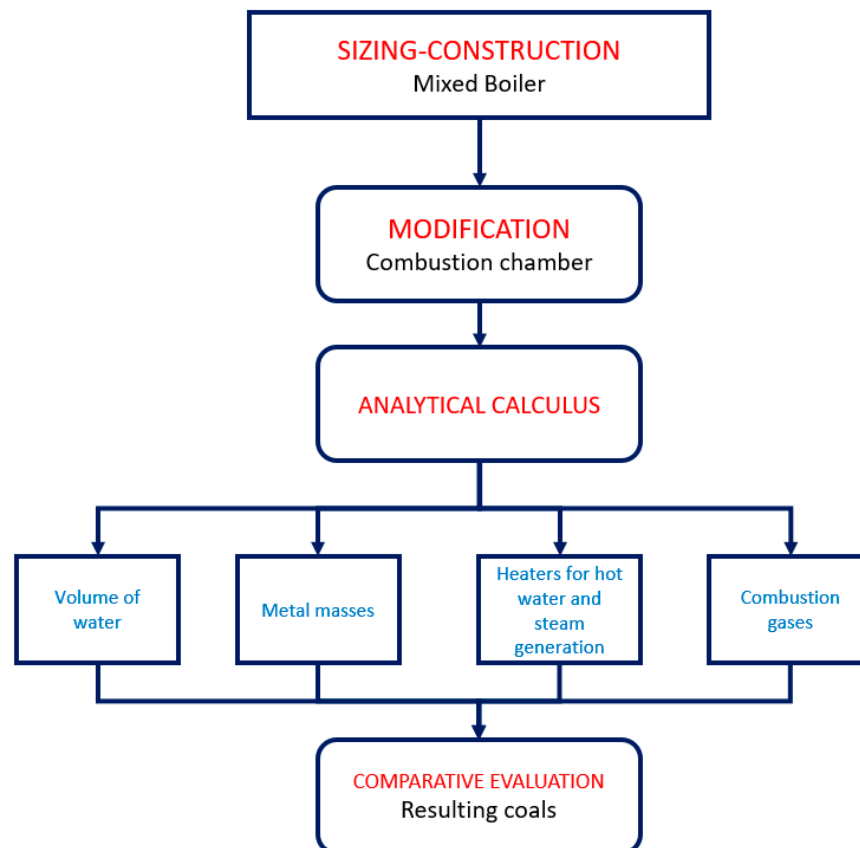 SIZING-CONSTRUCTION
Mixed Boiler
MODIFICATION
Combustion chamber
ANALYTICAL CALCULUS
Volume of
water
Metal masses
Heaters for hot
water and
steam
generation
Combustion
gases
COMPARATIVE EVALUATION
Resulting coals